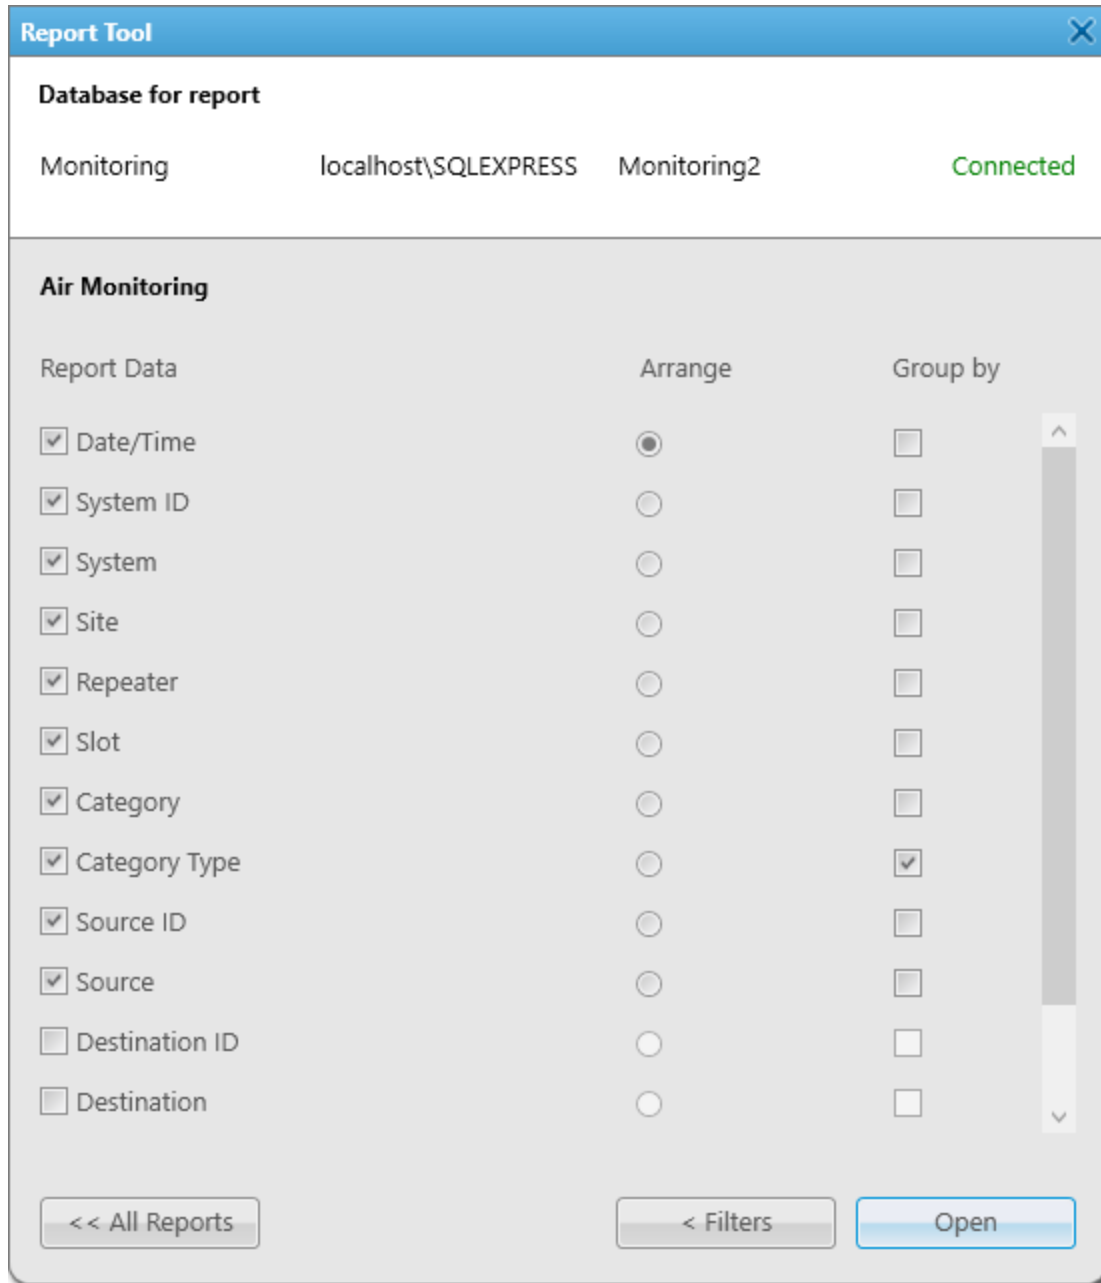 Report Tool
Database for report
Monitoring localhost\SQLEXPRESS Monitoring2 Connected
Air Monitoring
Report Data Arrange Group by
Date/Time
System ID
System
Site
Repeater
Slot
Category
Category Type
Source ID
Source
Destination ID
Destination
<< All Reports < Filters Open